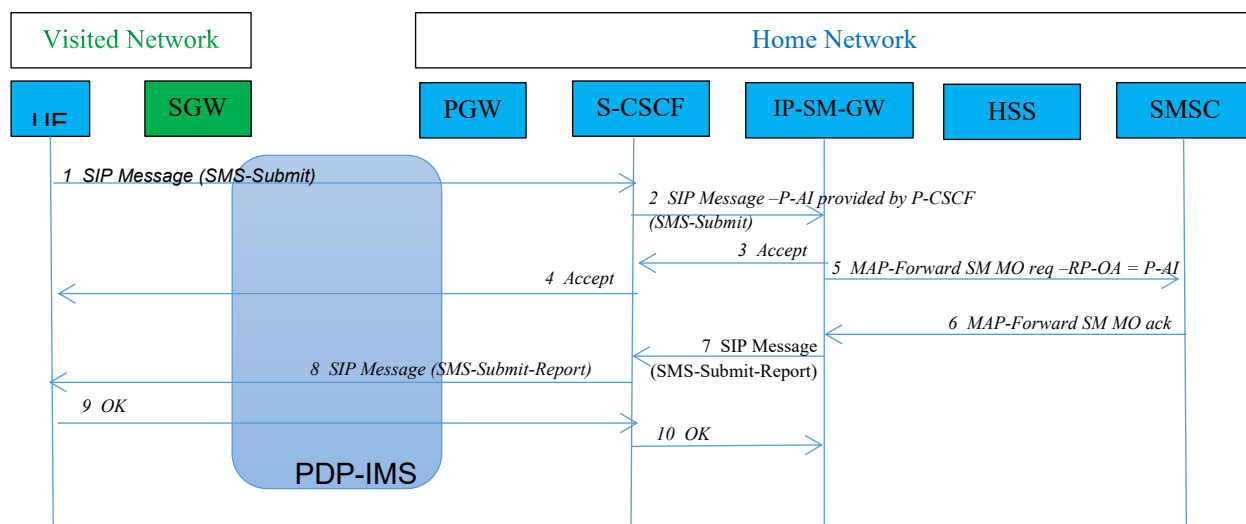 Visited Network
Home Network
UE
SGW
PGW
S-CSCF
IP-SM-GW
HSS
SMSC
1 SIP Message (SMS-Submit)
2 SIP Message –P-AI provided by P-CSCF
(SMS-Submit)
3 Accept
4 Accept
5 MAP-Forward SM MO req –RP-OA = P-AI
6 MAP-Forward SM MO ack
7 SIP Message
(SMS-Submit-Report)
8 SIP Message (SMS-Submit-Report)
9 OK
10 OK
PDP-IMS